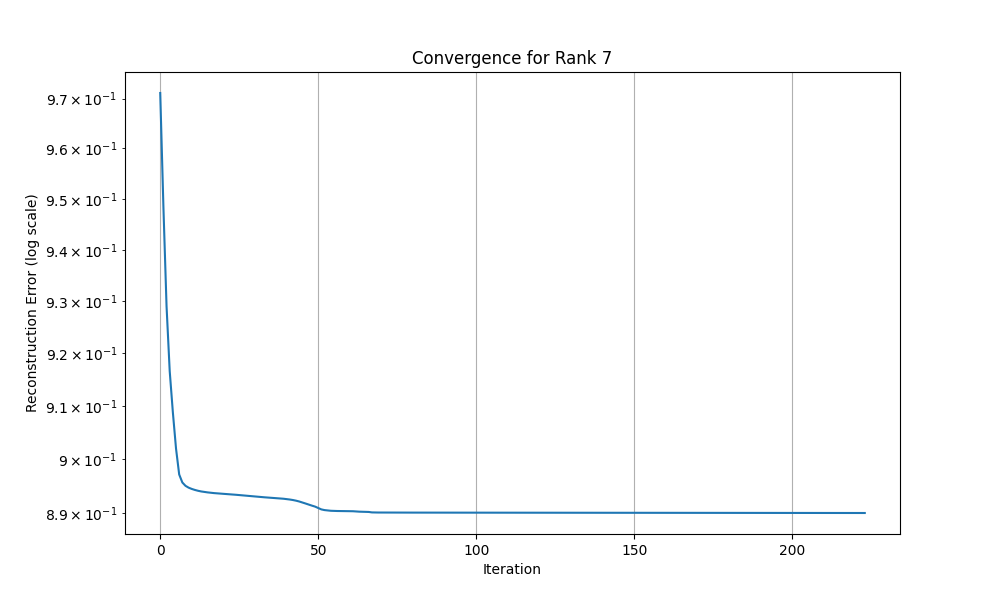 Convergence for Rank 7
9.7 × 10⁻¹
9.6 × 10⁻¹
9.5 × 10⁻¹
9.4 × 10⁻¹
9.3 × 10⁻¹
9.2 × 10⁻¹
9.1 × 10⁻¹
9 × 10⁻¹
8.9 × 10⁻¹
Reconstruction Error (log scale)
0 50 100 150 200
Iteration